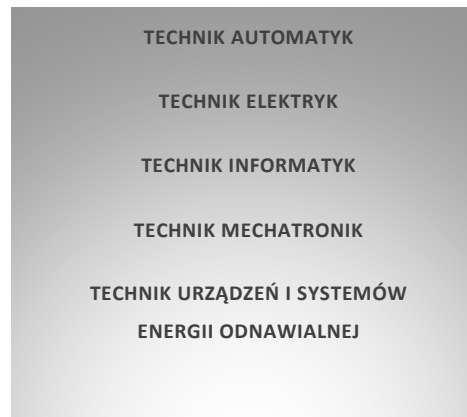 TECHNIK AUTOMATYK
TECHNIK ELEKTRYK
TECHNIK INFORMATYK
TECHNIK MECHATRONIK
TECHNIK URZĄDZEŃ I SYSTEMÓW
ENERGII ODNAWIALNEJ